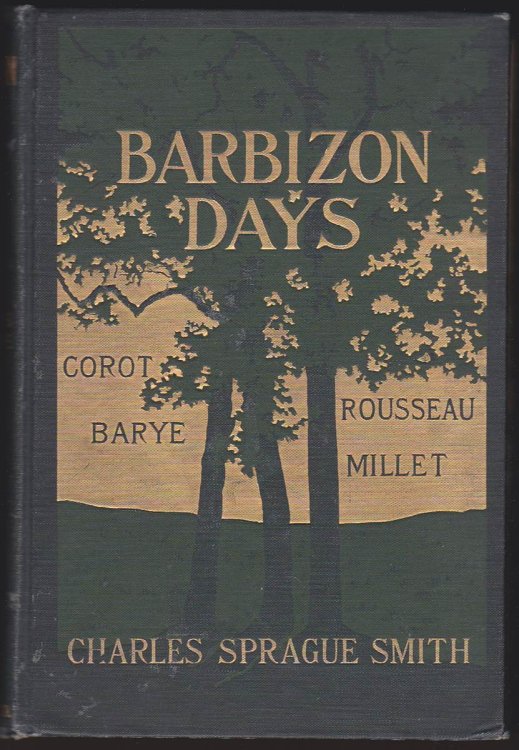 BARBIZON
DAYS
COROT
BARYE
ROUSSEAU
MILLET
CHARLES SPRAGUE SMITH